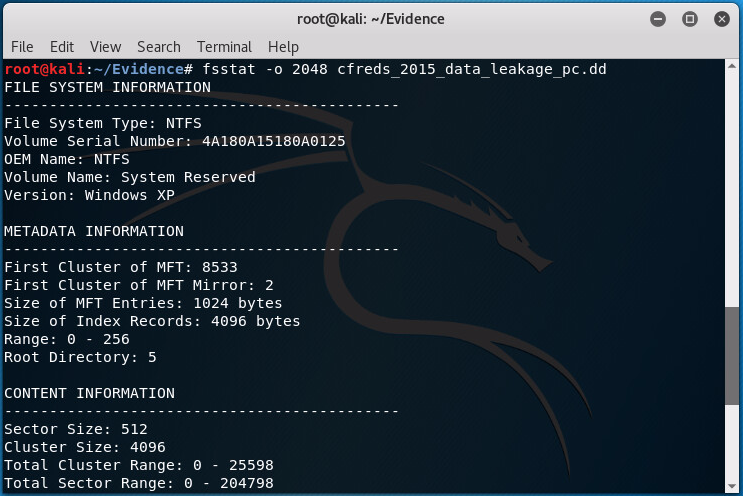 root@kali: ~/Evidence
File Edit View Search Terminal Help
root@kali:~/Evidence# fsstat -o 2048 cfreds_2015_data_leakage_pc.dd
FILE SYSTEM INFORMATION
--------------------------------------------
File System Type: NTFS
Volume Serial Number: 4A180A15180A0125
OEM Name: NTFS
Volume Name: System Reserved
Version: Windows XP
METADATA INFORMATION
--------------------------------------------
First Cluster of MFT: 8533
First Cluster of MFT Mirror: 2
Size of MFT Entries: 1024 bytes
Size of Index Records: 4096 bytes
Range: 0 - 256
Root Directory: 5
CONTENT INFORMATION
--------------------------------------------
Sector Size: 512
Cluster Size: 4096
Total Cluster Range: 0 - 25598
Total Sector Range: 0 - 204798